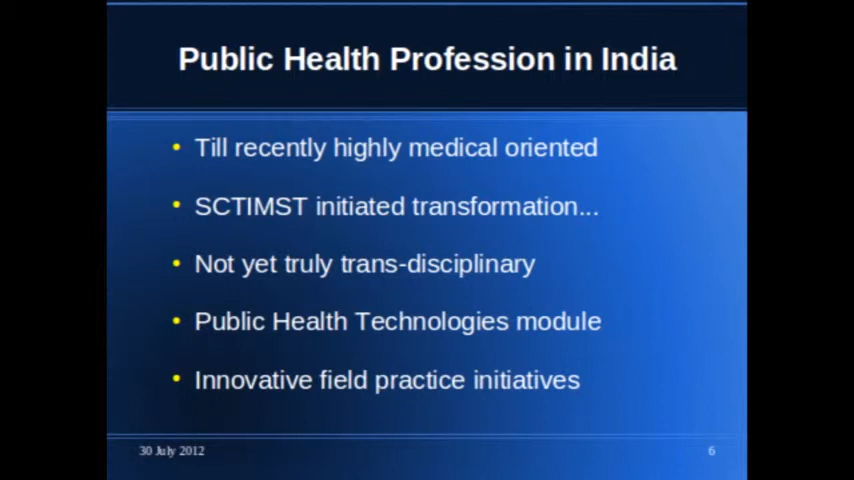 Public Health Profession in India
• Till recently highly medical oriented
• SCTIMST initiated transformation...
• Not yet truly trans-disciplinary
• Public Health Technologies module
• Innovative field practice initiatives
30 July 2012
6